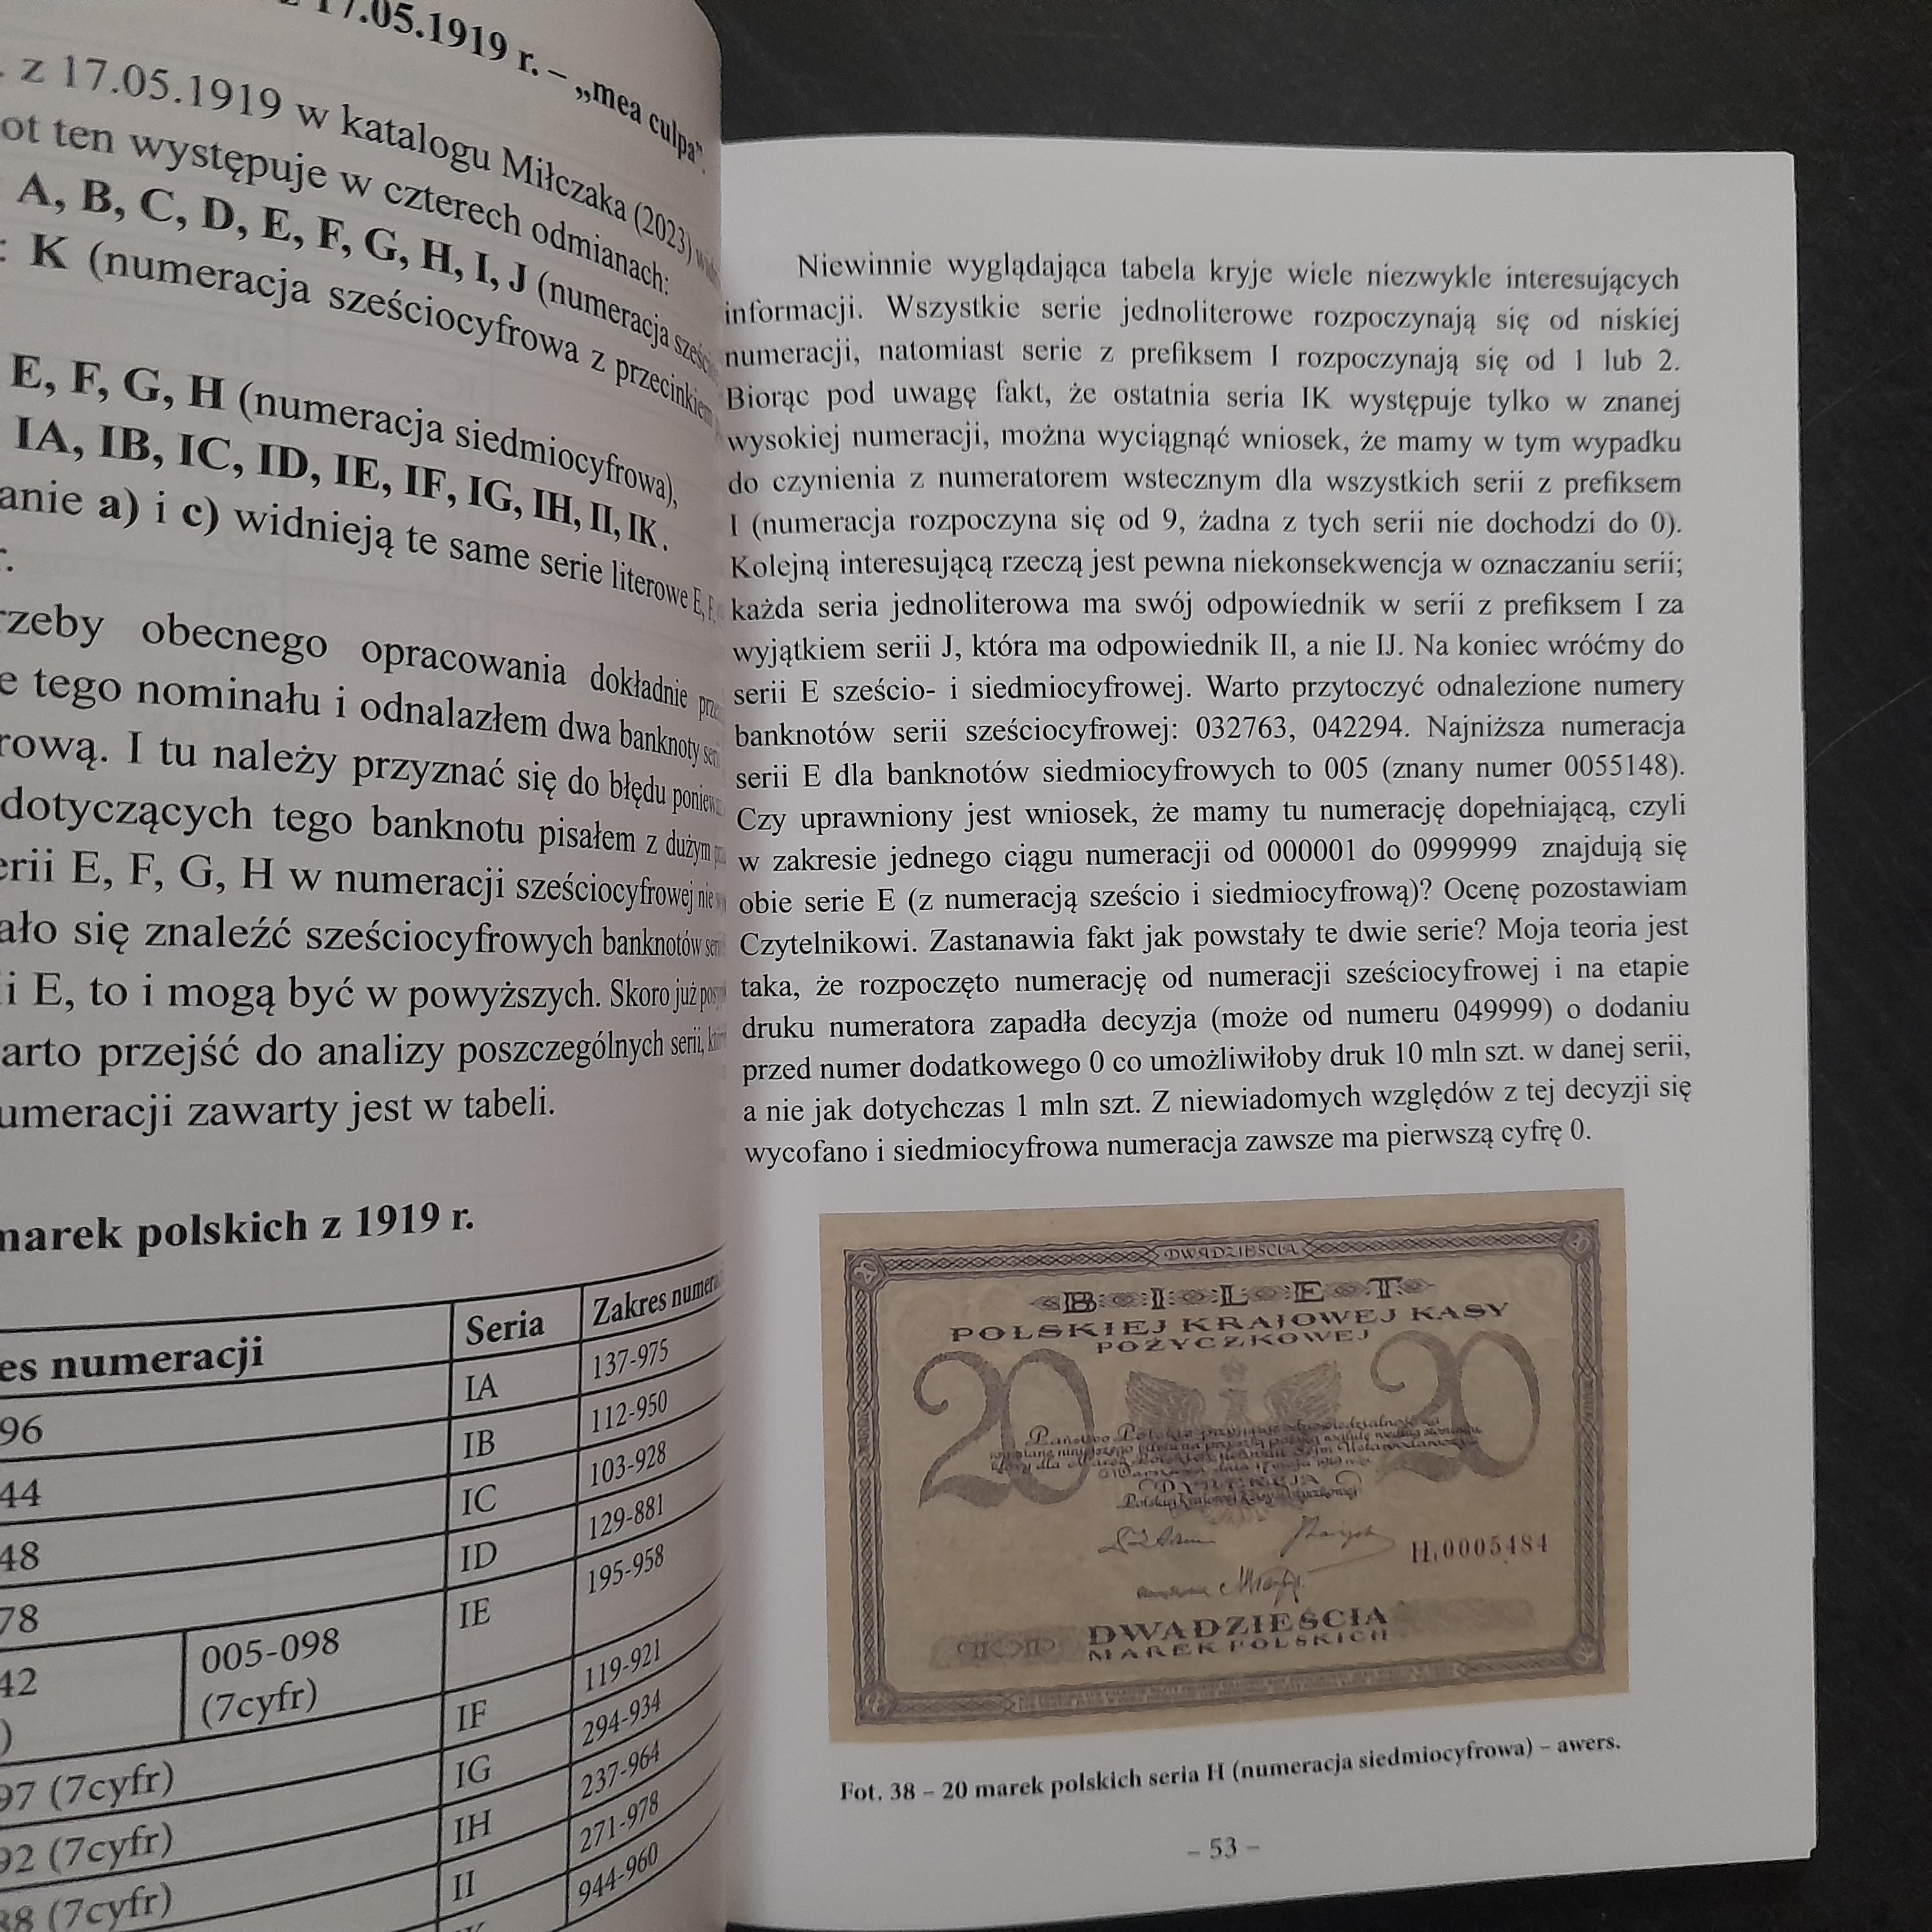 z 17.05.1919 r. – „mea culpa”.
. z 17.05.1919 w katalogu Miłczaka (2023)
ot ten występuje w czterech odmianach:
A, B, C, D, E, F, G, H, I, J (numeracja
: K (numeracja sześciocyfrowa z przecinkiem
E, F, G, H (numeracja siedmiocyfrowa),
IA, IB, IC, ID, IE, IF, IG, IH, II, IK.
anie a) i c) widnieją te same serie literowe E, F,
r.
rzeby obecnego opracowania dokładnie
e tego nominału i odnalazłem dwa banknoty
rową. I tu należy przyznać się do błędu
dotyczących tego banknotu pisałem z dużym
erii E, F, G, H w numeracji sześciocyfrowej nie
ało się znaleźć sześciocyfrowych banknotów
ii E, to i mogą być w powyższych. Skoro już
arto przejść do analizy poszczególnych serii,
umeracji zawarty jest w tabeli.
marek polskich z 1919 r.
es numeracji Seria Zakres numeracji
96 IA 137-975
44 IB 112-950
48 IC 103-928
78 ID 129-881
42 005-098 IE 195-958
) (7cyfr)
97 (7cyfr) IF 119-921
92 (7cyfr) IG 294-934
88 (7cyfr) IH 237-964
II 271-978
944-960
Niewinnie wyglądająca tabela kryje wiele niezwykle interesujących
informacji. Wszystkie serie jednoliterowe rozpoczynają się od niskiej
numeracji, natomiast serie z prefiksem I rozpoczynają się od 1 lub 2.
Biorąc pod uwagę fakt, że ostatnia seria IK występuje tylko w znanej
wysokiej numeracji, można wyciągnąć wniosek, że mamy w tym wypadku
do czynienia z numeratorem wstecznym dla wszystkich serii z prefiksem
I (numeracja rozpoczyna się od 9, żadna z tych serii nie dochodzi do 0).
Kolejną interesującą rzeczą jest pewna niekonsekwencja w oznaczaniu serii;
każda seria jednoliterowa ma swój odpowiednik w serii z prefiksem I za
wyjątkiem serii J, która ma odpowiednik II, a nie IJ. Na koniec wróćmy do
serii E sześcio- i siedmiocyfrowej. Warto przytoczyć odnalezione numery
banknotów serii sześciocyfrowej: 032763, 042294. Najniższa numeracja
serii E dla banknotów siedmiocyfrowych to 005 (znany numer 0055148).
Czy uprawniony jest wniosek, że mamy tu numerację dopełniającą, czyli
w zakresie jednego ciągu numeracji od 000001 do 0999999 znajdują się
obie serie E (z numeracją sześcio i siedmiocyfrową)? Ocenę pozostawiam
Czytelnikowi. Zastanawia fakt jak powstały te dwie serie? Moja teoria jest
taka, że rozpoczęto numerację od numeracji sześciocyfrowej i na etapie
druku numeratora zapadła decyzja (może od numeru 049999) o dodaniu
przed numer dodatkowego 0 co umożliwiłoby druk 10 mln szt. w danej serii,
a nie jak dotychczas 1 mln szt. Z niewiadomych względów z tej decyzji się
wycofano i siedmiocyfrowa numeracja zawsze ma pierwszą cyfrę 0.
DWADZIEŚCIA
BILET
POLSKIEJ KRAJOWEJ KASY
POŻYCZKOWEJ
20 20
DYREKCJA
Polskiej Krajowej Kasy Pożyczkowej
H.0005484
DWADZIEŚCIA
MAREK POLSKICH
Fot. 38 – 20 marek polskich seria H (numeracja siedmiocyfrowa) – awers.
– 53 –